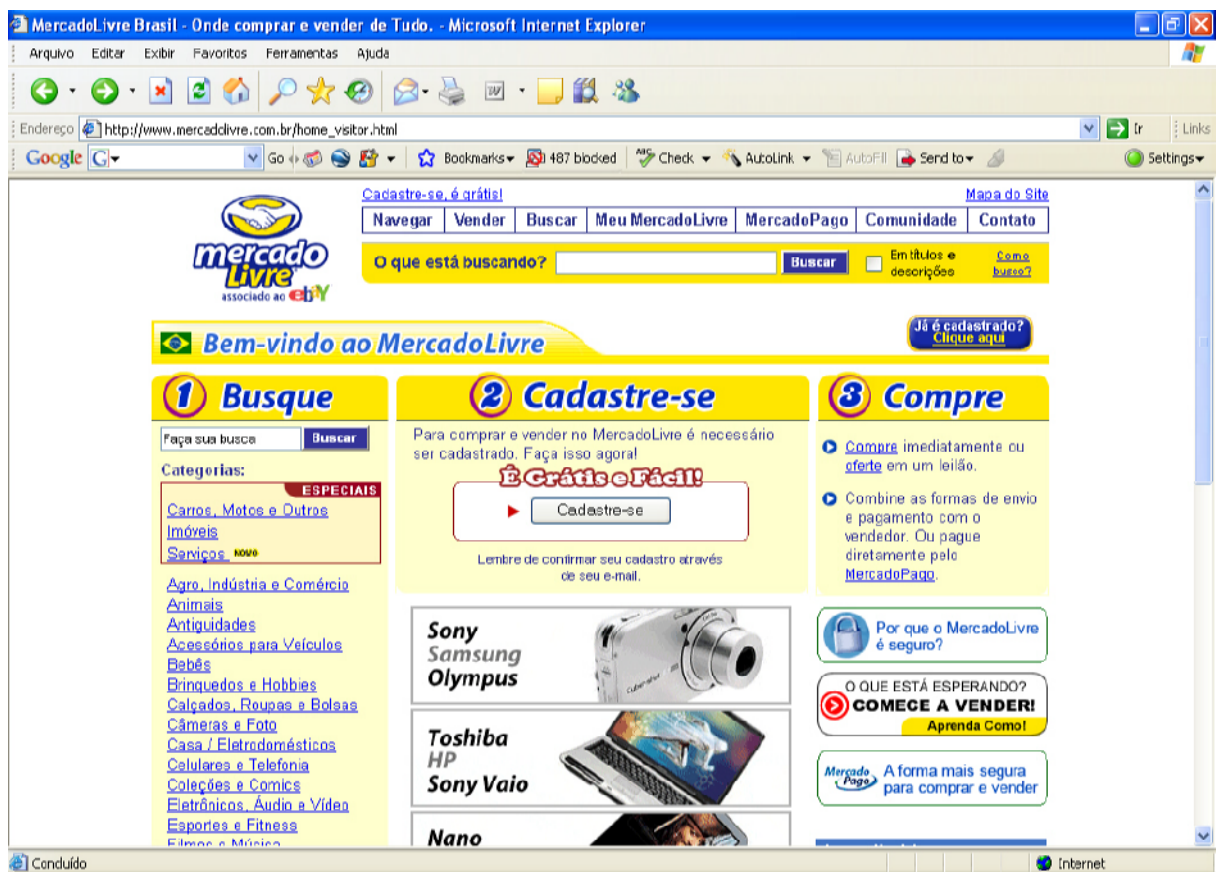 MercadoLivre Brasil - Onde comprar e vender de Tudo. - Microsoft Internet Explorer
Arquivo Editar Exibir Favoritos Ferramentas Ajuda
Endereço http://www.mercadolivre.com.br/home_visitor.html Ir Links
Google G Go Bookmarks 487 blocked Check AutoLink AutoFill Send to Settings
Cadastre-se, é grátis! Mapa do Site
mercado
Livre
associado ao ebY
Navegar Vender Buscar Meu MercadoLivre MercadoPago Comunidade Contato
O que está buscando? Buscar Em títulos e
descrições
Como
busco?
Bem-vindo ao MercadoLivre
Já é cadastrado?
Clique aqui
1 Busque
Faça sua busca Buscar
Categorias:
ESPECIAIS
Carros, Motos e Outros
Imóveis
Serviços NOVO
Agro, Indústria e Comércio
Animais
Antiguidades
Acessórios para Veículos
Bebês
Brinquedos e Hobbies
Calçados, Roupas e Bolsas
Câmeras e Foto
Casa / Eletrodomésticos
Celulares e Telefonia
Coleções e Comics
Eletrônicos, Áudio e Vídeo
Esportes e Fitness
Filmes e Música
2 Cadastre-se
Para comprar e vender no MercadoLivre é necessário
ser cadastrado. Faça isso agora!
É Grátis e Fácil!
Cadastre-se
Lembre de confirmar seu cadastro através
de seu e-mail.
Sony
Samsung
Olympus
Toshiba
HP
Sony Vaio
Nano
3 Compre
Compre imediatamente ou
oferte em um leilão.
Combine as formas de envio
e pagamento com o
vendedor. Ou pague
diretamente pelo
MercadoPago.
Por que o MercadoLivre
é seguro?
O QUE ESTÁ ESPERANDO?
COMECE A VENDER!
Aprenda Como!
Mercado
Pago
A forma mais segura
para comprar e vender
Concluído Internet